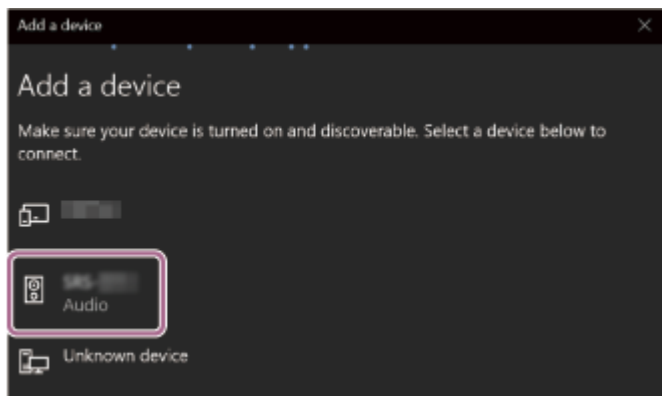 Add a device
Add a device
Make sure your device is turned on and discoverable. Select a device below to
connect.
SRS-
Audio
Unknown device